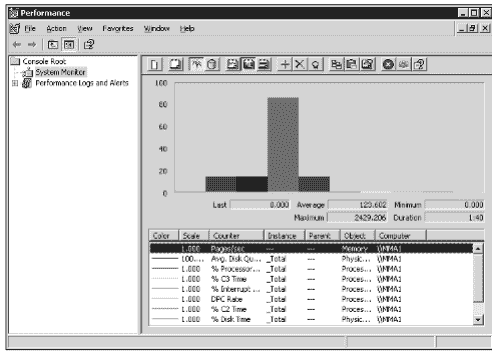 Performance
File Action View Favorites Window Help
Console Root
System Monitor
Performance Logs and Alerts
100
80
60
40
20
0
Last 0.000 Average 123.602 Minimum 0.000
Maximum 2429.206 Duration 1:40
Color Scale Counter Instance Parent Object Computer
1.000 Pages/sec --- --- Memory \\MMA1
100.... Avg. Disk Qu... _Total --- Physic... \\MMA1
1.000 % Processor... _Total --- Proces... \\MMA1
1.000 % C3 Time _Total --- Proces... \\MMA1
1.000 % Interrupt ... _Total --- Proces... \\MMA1
1.000 DPC Rate _Total --- Proces... \\MMA1
1.000 % C2 Time _Total --- Proces... \\MMA1
1.000 % Disk Time _Total --- Physic... \\MMA1